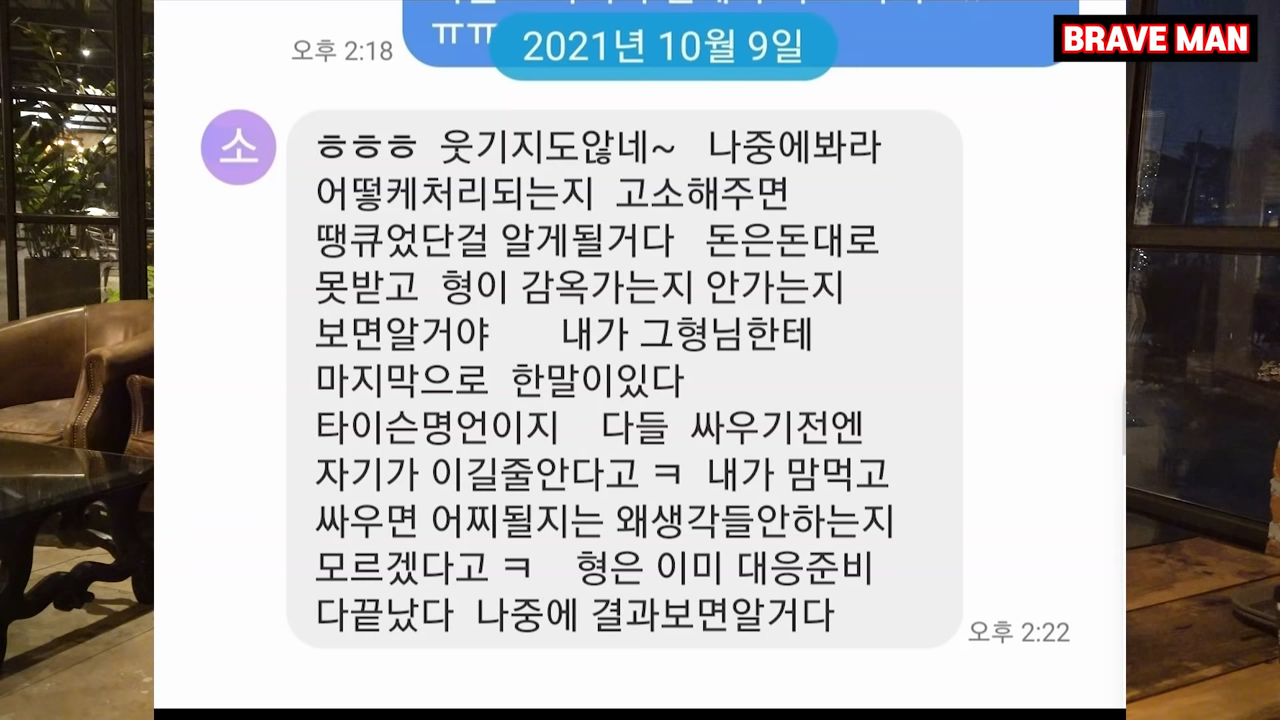 ㅠㅠ
2021년 10월 9일
오후 2:18
BRAVE MAN
소
ㅎㅎㅎ 웃기지도않네~ 나중에봐라
어떻케처리되는지 고소해주면
땡큐었단걸 알게될거다 돈은돈대로
못받고 형이 감옥가는지 안가는지
보면알거야 내가 그형님한테
마지막으로 한말이있다
타이슨명언이지 다들 싸우기전엔
자기가 이길줄안다고 ㅋ 내가 맘먹고
싸우면 어찌될지는 왜생각들안하는지
모르겠다고 ㅋ 형은 이미 대응준비
다끝났다 나중에 결과보면알거다
오후 2:22